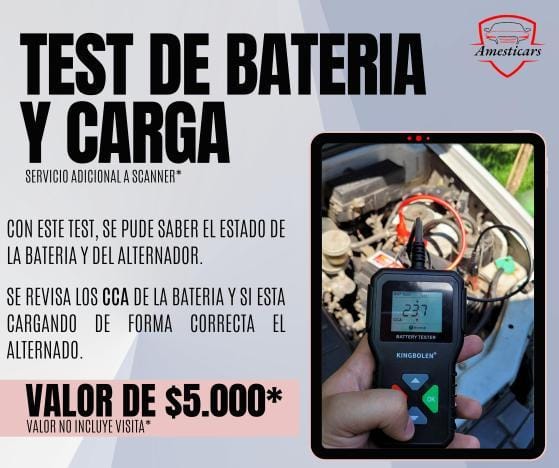 Amesticars
TEST DE BATERIA
Y CARGA
SERVICIO ADICIONAL A SCANNER*
CON ESTE TEST, SE PUDE SABER EL ESTADO DE
LA BATERIA Y DEL ALTERNADOR.
SE REVISA LOS CCA DE LA BATERIA Y SI ESTA
CARGANDO DE FORMA CORRECTA EL
ALTERNADO.
VALOR DE $5.000*
VALOR NO INCLUYE VISITA*
237
BATTERY TESTER
KINGBOLEN®
OK